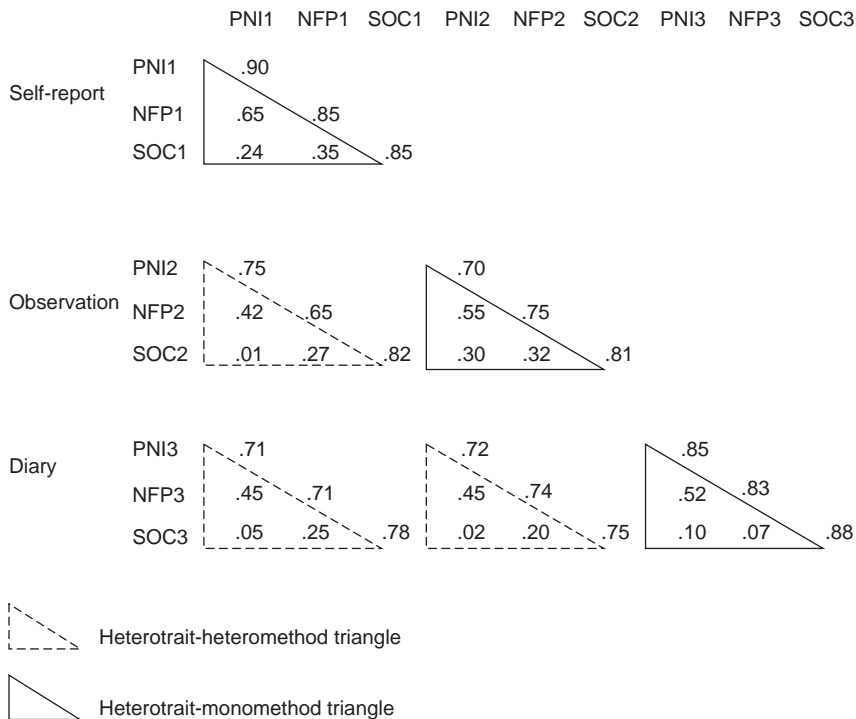 PNI1 NFP1 SOC1 PNI2 NFP2 SOC2 PNI3 NFP3 SOC3
PNI1 .90
Self-report
NFP1 .65 .85
SOC1 .24 .35 .85
PNI2 .75 .70
Observation NFP2 .42 .65 .55 .75
SOC2 .01 .27 .82 .30 .32 .81
PNI3 .71 .72 .85
Diary
NFP3 .45 .71 .45 .74 .52 .83
SOC3 .05 .25 .78 .02 .20 .75 .10 .07 .88
Heterotrait-heteromethod triangle
Heterotrait-monomethod triangle